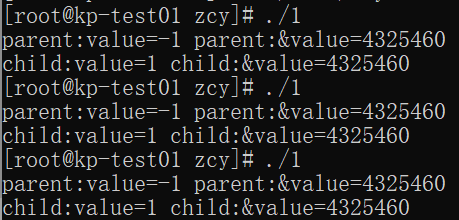 [root@kp-test01 zcy]# ./1
parent:value=-1 parent:&value=4325460
child:value=1 child:&value=4325460
[root@kp-test01 zcy]# ./1
parent:value=-1 parent:&value=4325460
child:value=1 child:&value=4325460
[root@kp-test01 zcy]# ./1
parent:value=-1 parent:&value=4325460
child:value=1 child:&value=4325460